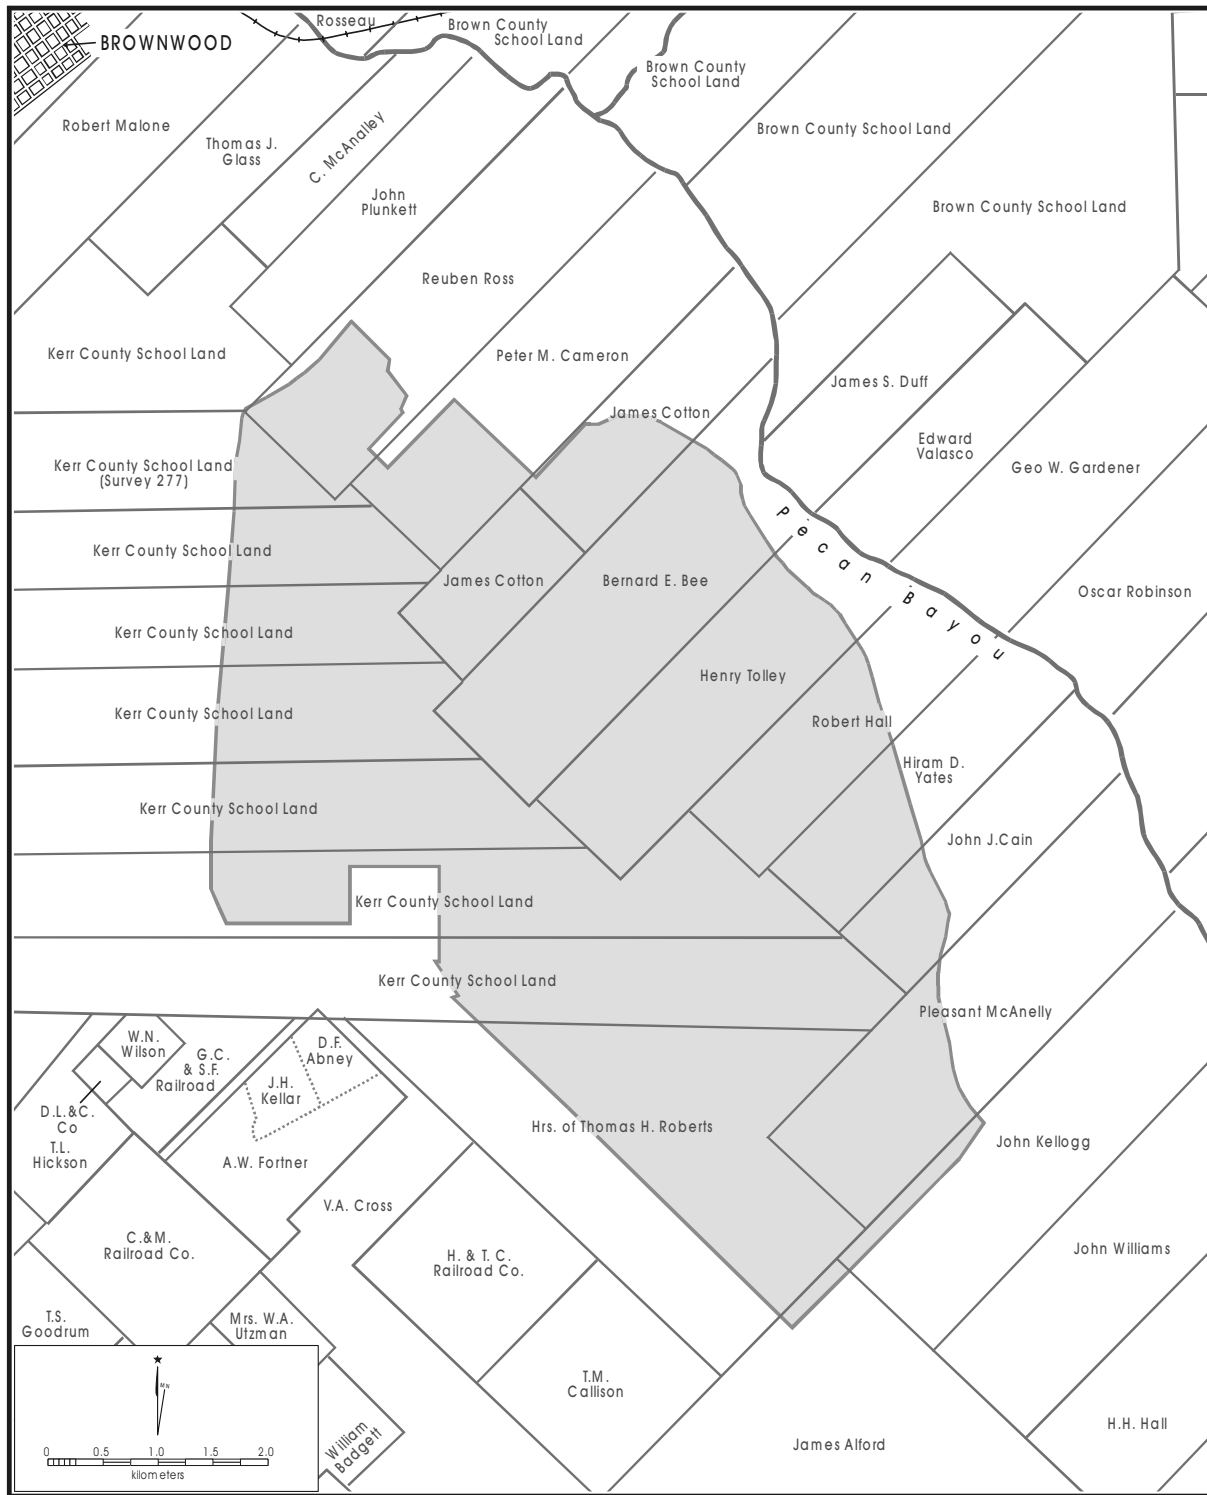 Rosseau
Brown County
School Land
BROWNWOOD
Brown County
School Land
Robert Malone
Thomas J.
Glass
C. McAnalley
Brown County School Land
John
Plunkett
Brown County School Land
Reuben Ross
Kerr County School Land
Peter M. Cameron
James S. Duff
James Cotton
Edward
Valasco
Kerr County School Land
(Survey 277)
Geo W. Gardener
Pecan Bayou
Kerr County School Land
James Cotton
Bernard E. Bee
Oscar Robinson
Kerr County School Land
Henry Tolley
Kerr County School Land
Robert Hall
Hiram D.
Yates
Kerr County School Land
John J.Cain
Kerr County School Land
Kerr County School Land
Pleasant McAnelly
W.N.
Wilson
G.C.
& S.F.
Railroad
D.F.
Abney
J.H.
Kellar
D.L.&C.
Co
T.L.
Hickson
Hrs. of Thomas H. Roberts
John Kellogg
A.W. Fortner
V.A. Cross
C.&M.
Railroad Co.
H. & T. C.
Railroad Co.
John Williams
T.S.
Goodrum
Mrs. W.A.
Utzman
T.M.
Callison
William
Badgett
James Alford
H.H. Hall
MN
0 0.5 1.0 1.5 2.0
kilometers